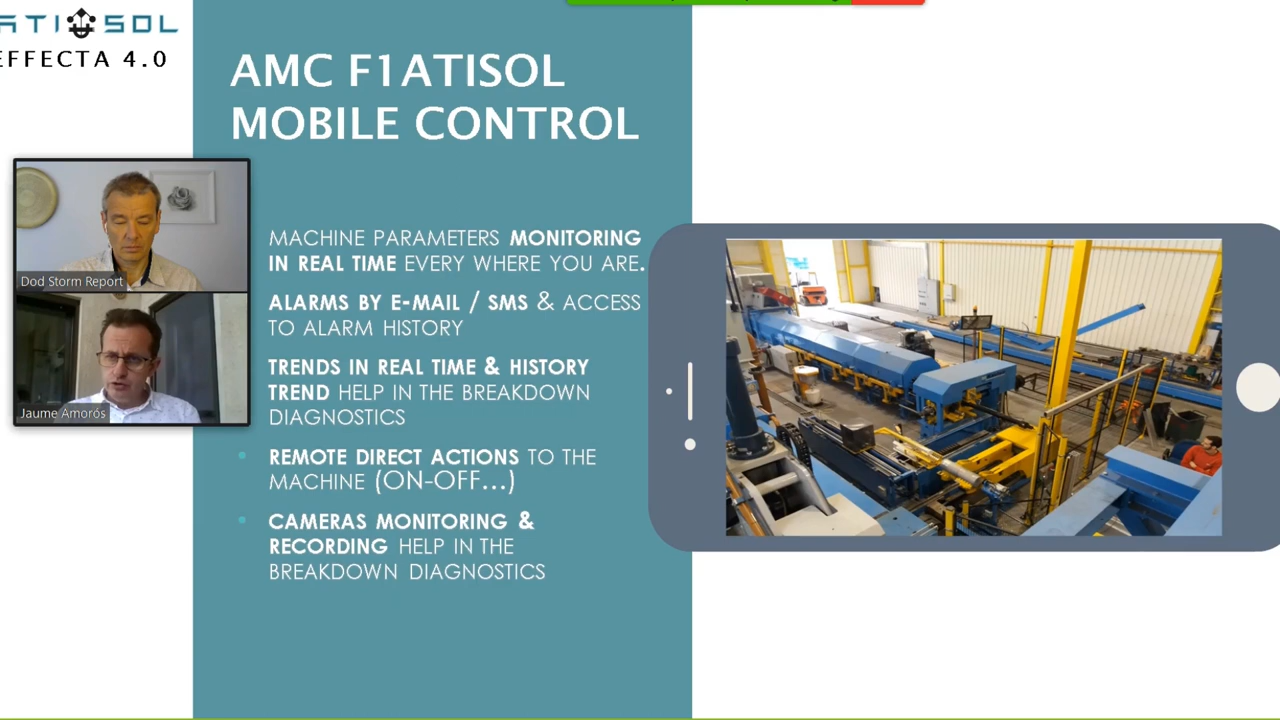 ATISOL
EFFECTA 4.0
AMC F1ATISOL
MOBILE CONTROL
MACHINE PARAMETERS MONITORING
IN REAL TIME EVERY WHERE YOU ARE.
ALARMS BY E-MAIL / SMS & ACCESS
TO ALARM HISTORY
TRENDS IN REAL TIME & HISTORY
TREND HELP IN THE BREAKDOWN
DIAGNOSTICS
• REMOTE DIRECT ACTIONS TO THE
MACHINE (ON-OFF...)
• CAMERAS MONITORING &
RECORDING HELP IN THE
BREAKDOWN DIAGNOSTICS
Dod Storm Report
Jaume Amorós